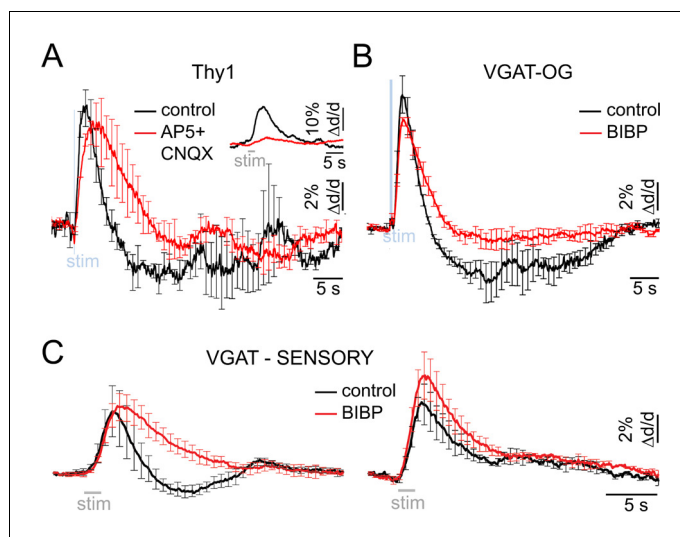 A
Thy1
control
AP5+
CNQX
10%
Δd/d
stim
5 s
2%
Δd/d
stim
5 s
B
VGAT-OG
control
BIBP
2%
Δd/d
stim
5 s
C
VGAT - SENSORY
control
BIBP
2%
Δd/d
stim
stim
5 s